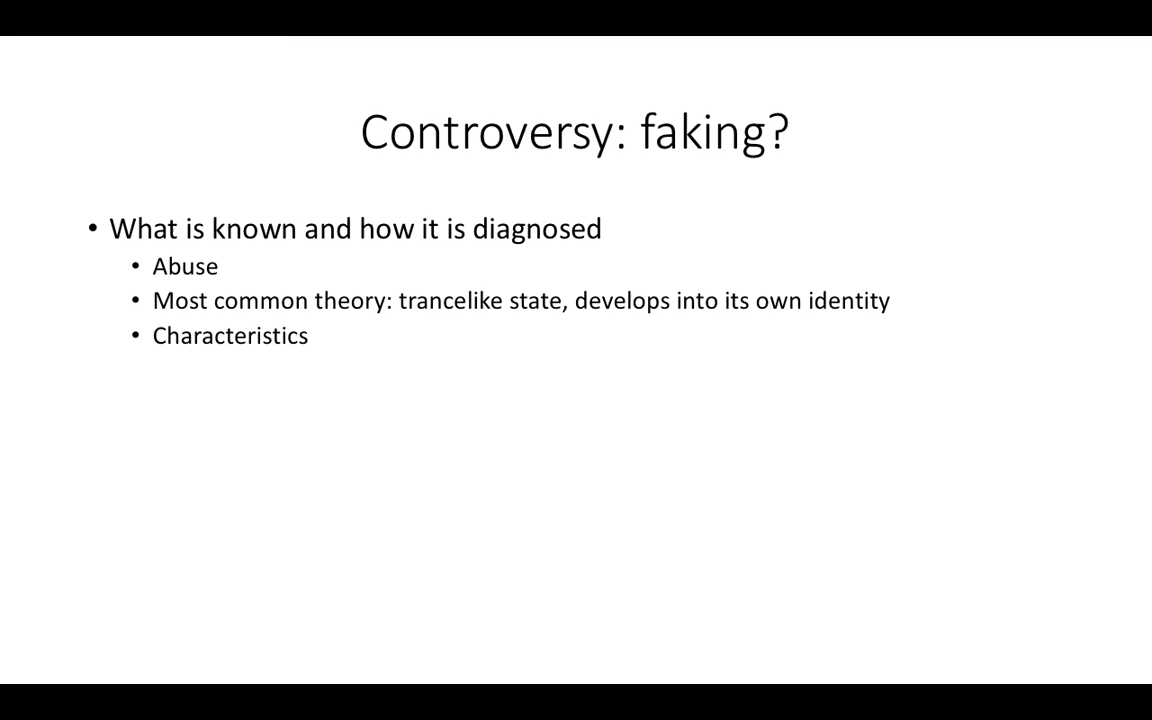 Controversy: faking?
• What is known and how it is diagnosed
• Abuse
• Most common theory: trancelike state, develops into its own identity
• Characteristics